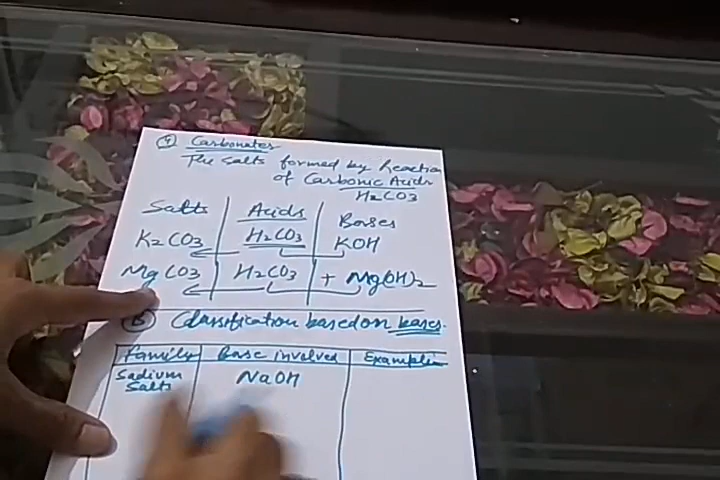 ④ Carbonates
The salts formed by Reaction
of Carbonic Acids
H2CO3
Salts Acids Bases
K2CO3 H2CO3 KOH
MgCO3 H2CO3 + Mg(OH)2
Ⓑ Classification based on bases.
Family Base involved Examples
Sadium NaOH
Salts